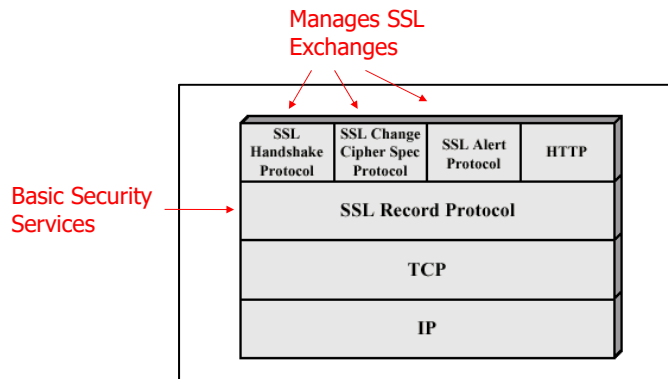 Manages SSL
Exchanges
SSL
Handshake
Protocol
SSL Change
Cipher Spec
Protocol
SSL Alert
Protocol
HTTP
Basic Security
Services
SSL Record Protocol
TCP
IP